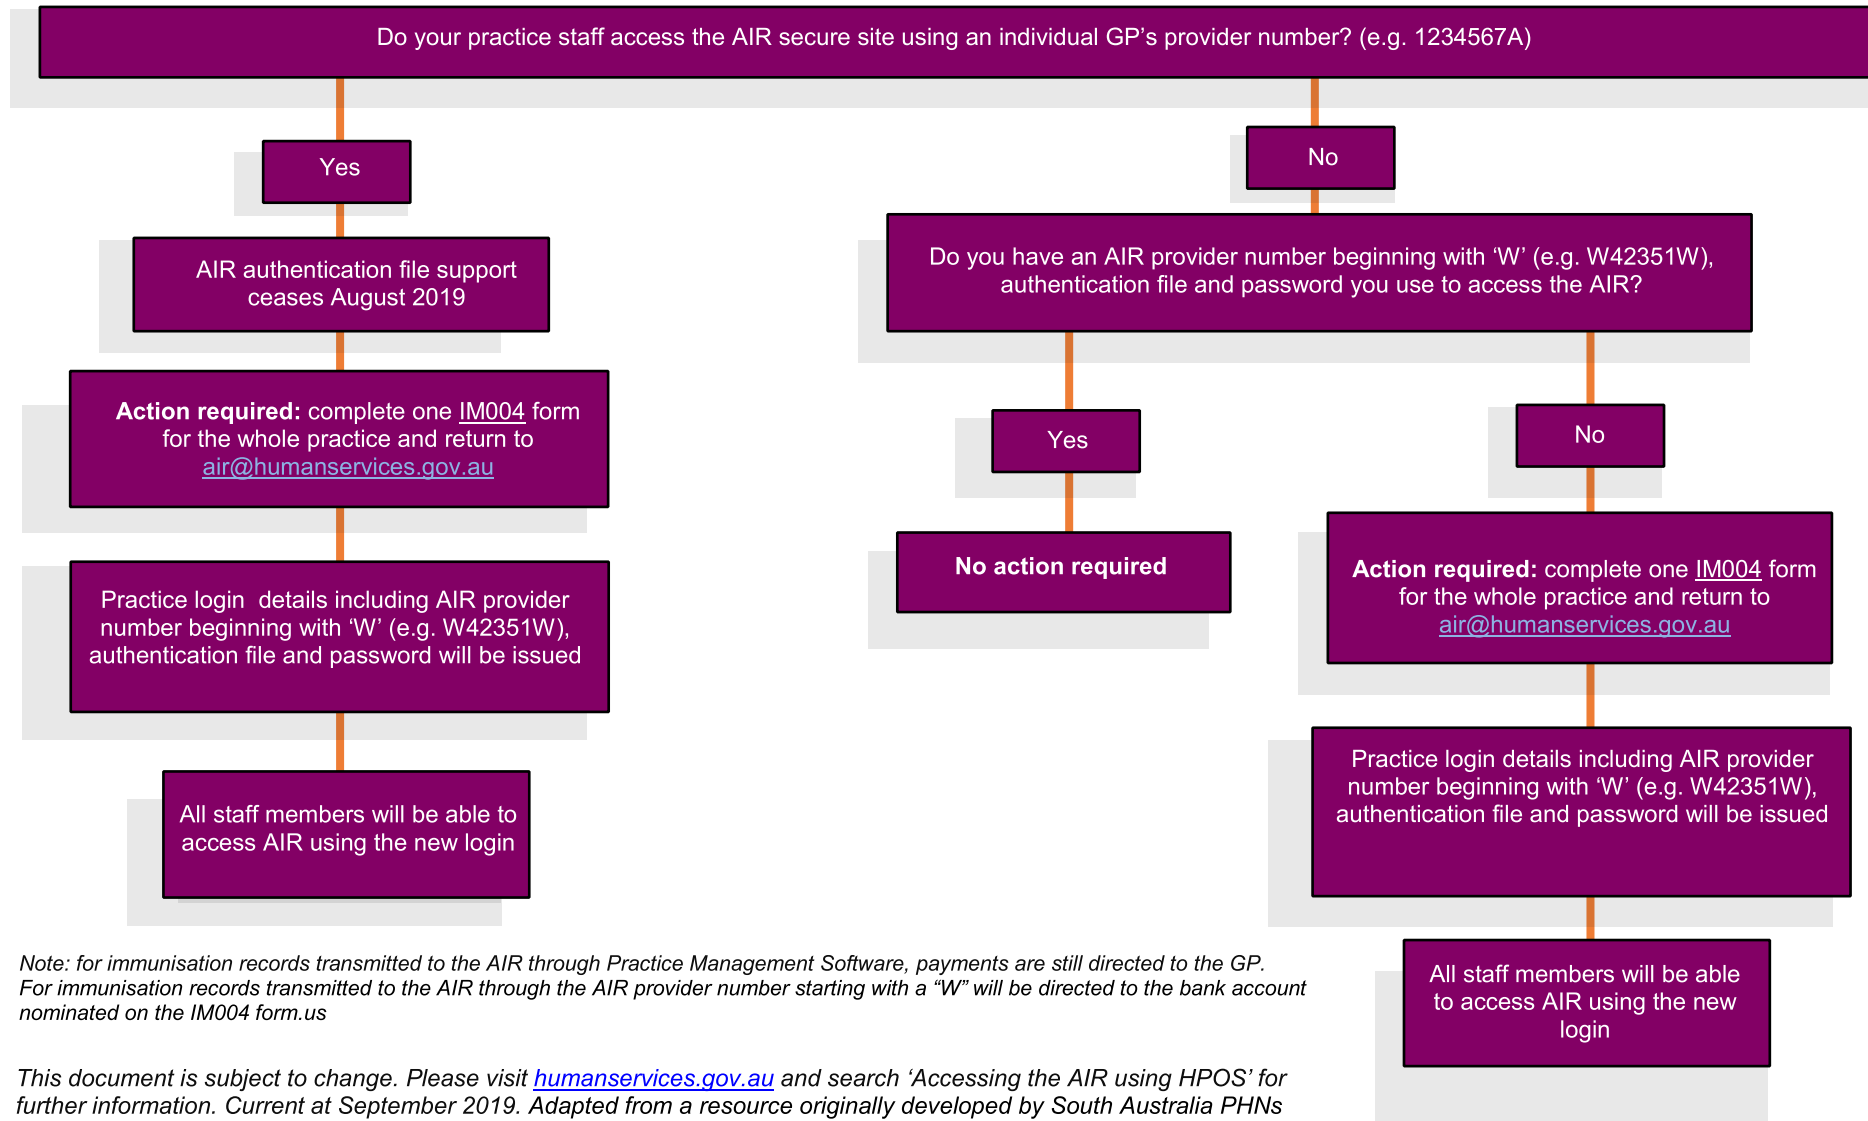 Do your practice staff access the AIR secure site using an individual GP’s provider number? (e.g. 1234567A)
Yes
AIR authentication file support
ceases August 2019
Action required: complete one IM004 form
for the whole practice and return to
air@humanservices.gov.au
Practice login  details including AIR provider
number beginning with ‘W’ (e.g. W42351W),
authentication file and password will be issued
All staff members will be able to
access AIR using the new login
No
Do you have an AIR provider number beginning with ‘W’ (e.g. W42351W),
authentication file and password you use to access the AIR?
Yes
No action required
No
Action required: complete one IM004 form
for the whole practice and return to
air@humanservices.gov.au
Practice login details including AIR provider
number beginning with ‘W’ (e.g. W42351W),
authentication file and password will be issued
All staff members will be able
to access AIR using the new
login
Note: for immunisation records transmitted to the AIR through Practice Management Software, payments are still directed to the GP.
For immunisation records transmitted to the AIR through the AIR provider number starting with a “W” will be directed to the bank account
nominated on the IM004 form.us
This document is subject to change. Please visit humanservices.gov.au and search ‘Accessing the AIR using HPOS’ for
further information. Current at September 2019. Adapted from a resource originally developed by South Australia PHNs